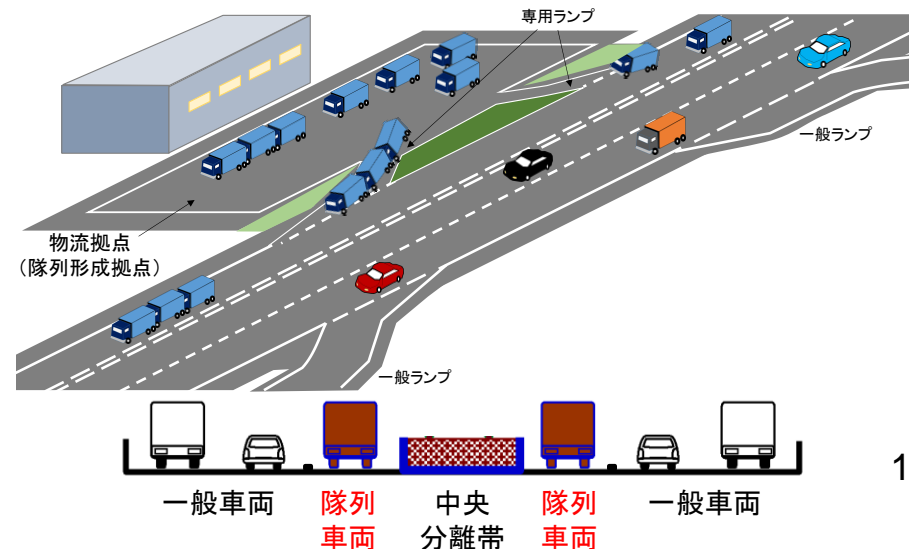 専用ランプ
一般ランプ
物流拠点
（隊列形成拠点）
一般ランプ
1
一般車両
隊列
車両
中央
分離帯
隊列
車両
一般車両